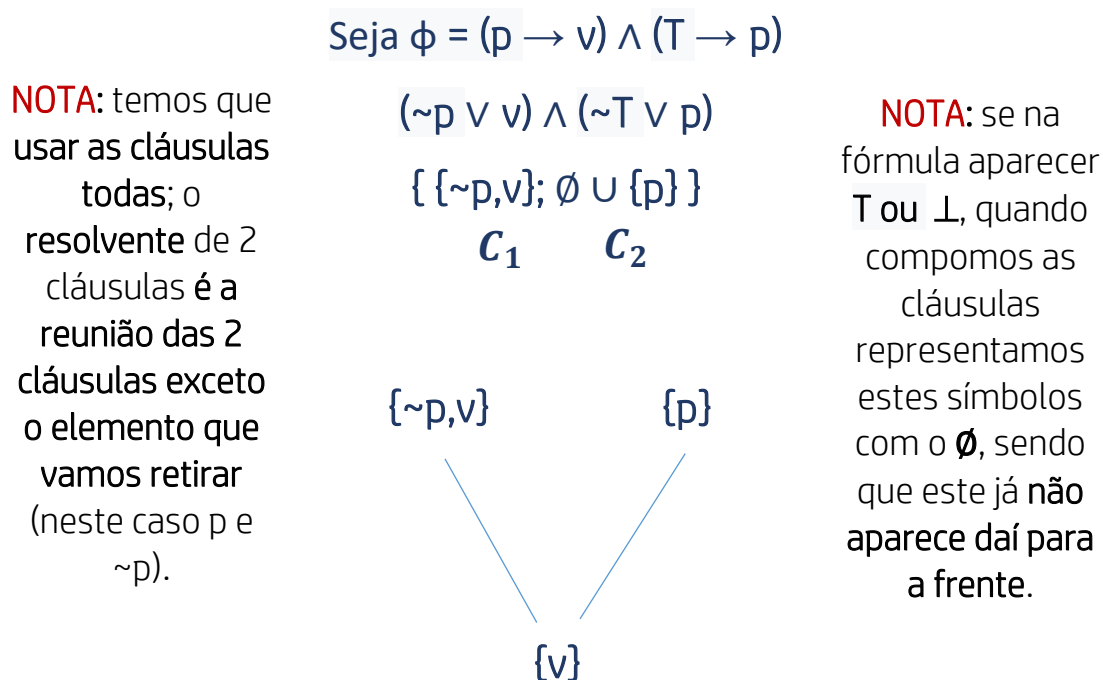 Seja ϕ = (p → ν) ∧ (T → p)
(~p ∨ ν) ∧ (~T ∨ p)
{ {~p,ν}; ∅ ∪ {p} }
C₁ C₂
NOTA: temos que
usar as cláusulas
todas; o
resolvente de 2
cláusulas é a
reunião das 2
cláusulas exceto
o elemento que
vamos retirar
(neste caso p e
~p).
{~p,ν} {p}
{ν}
NOTA: se na
fórmula aparecer
T ou ⊥, quando
compomos as
cláusulas
representamos
estes símbolos
com o ∅, sendo
que este já não
aparece daí para
a frente.